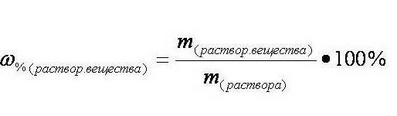 ω%(раствор.вещества) = m(раствор.вещества) / m(раствора) • 100%